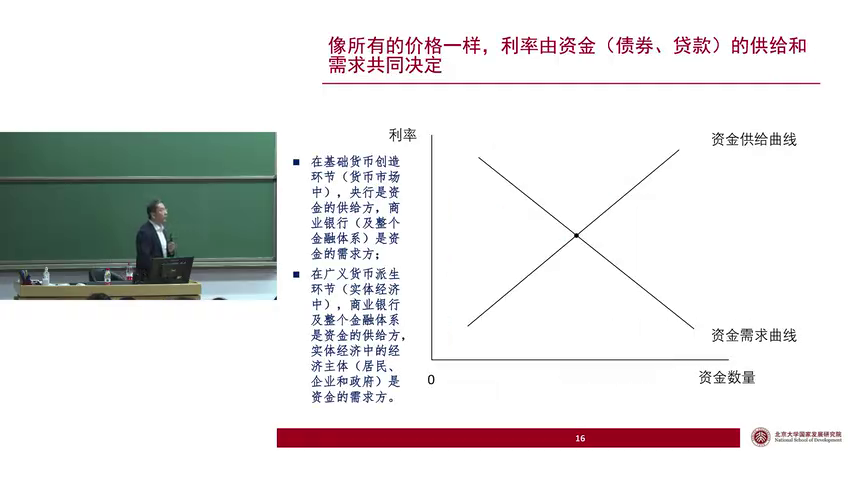 像所有的价格一样，利率由资金（债券、贷款）的供给和
需求共同决定
利率
资金供给曲线
■ 在基础货币创造
环节（货币市场
中），央行是资
金的供给方，商
业银行（及整个
金融体系）是资
金的需求方；
■ 在广义货币派生
环节（实体经济
中），商业银行
及整个金融体系
是资金的供给方，
实体经济中的经
济主体（居民、
企业和政府）是
资金的需求方。
资金需求曲线
0
资金数量
16
北京大学国家发展研究院
National School of Development